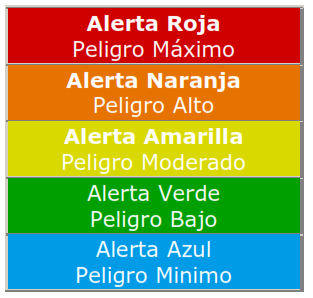 Alerta Roja
Peligro Máximo
Alerta Naranja
Peligro Alto
Alerta Amarilla
Peligro Moderado
Alerta Verde
Peligro Bajo
Alerta Azul
Peligro Minimo